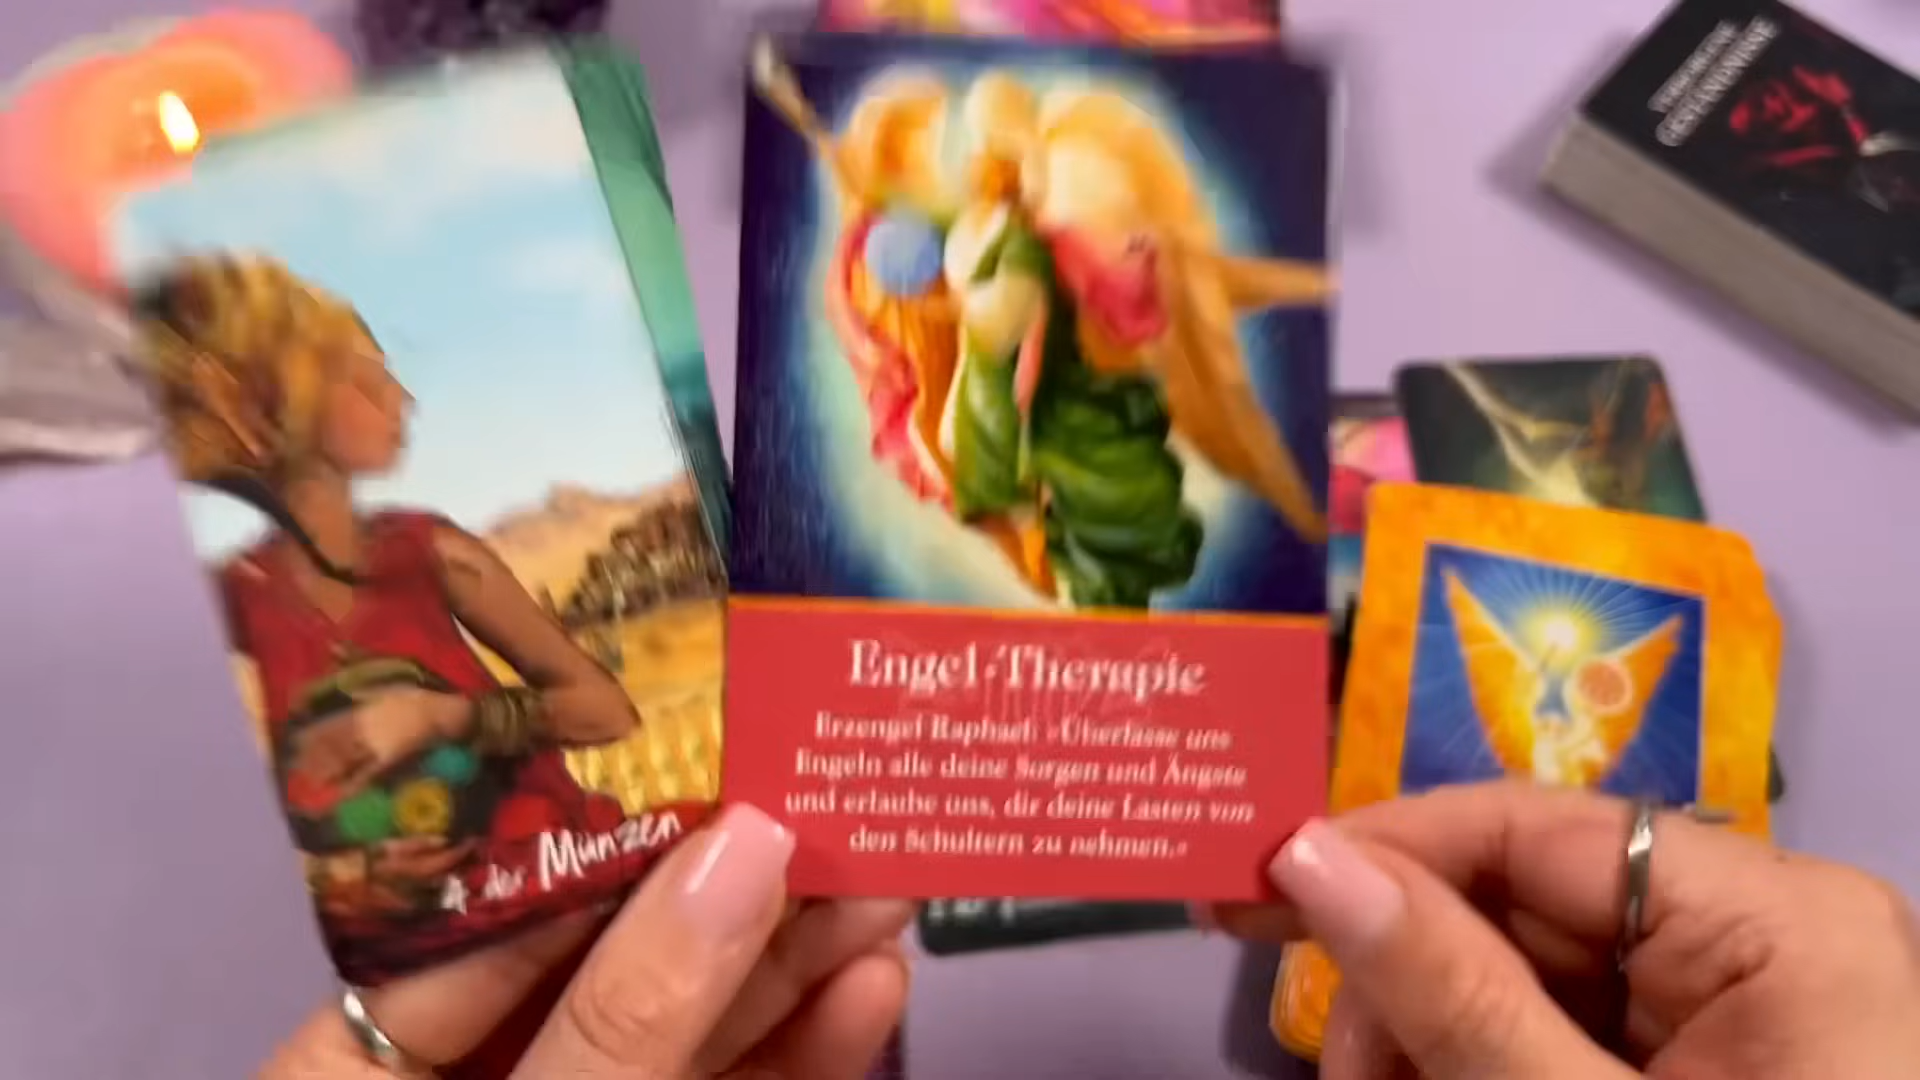 4 der Münzen
Engel-Therapie
Erzengel Raphael: »Überlasse uns
Engeln alle deine Sorgen und Ängste
und erlaube uns, dir deine Lasten von
den Schultern zu nehmen.«
GESTÄNDNISSE